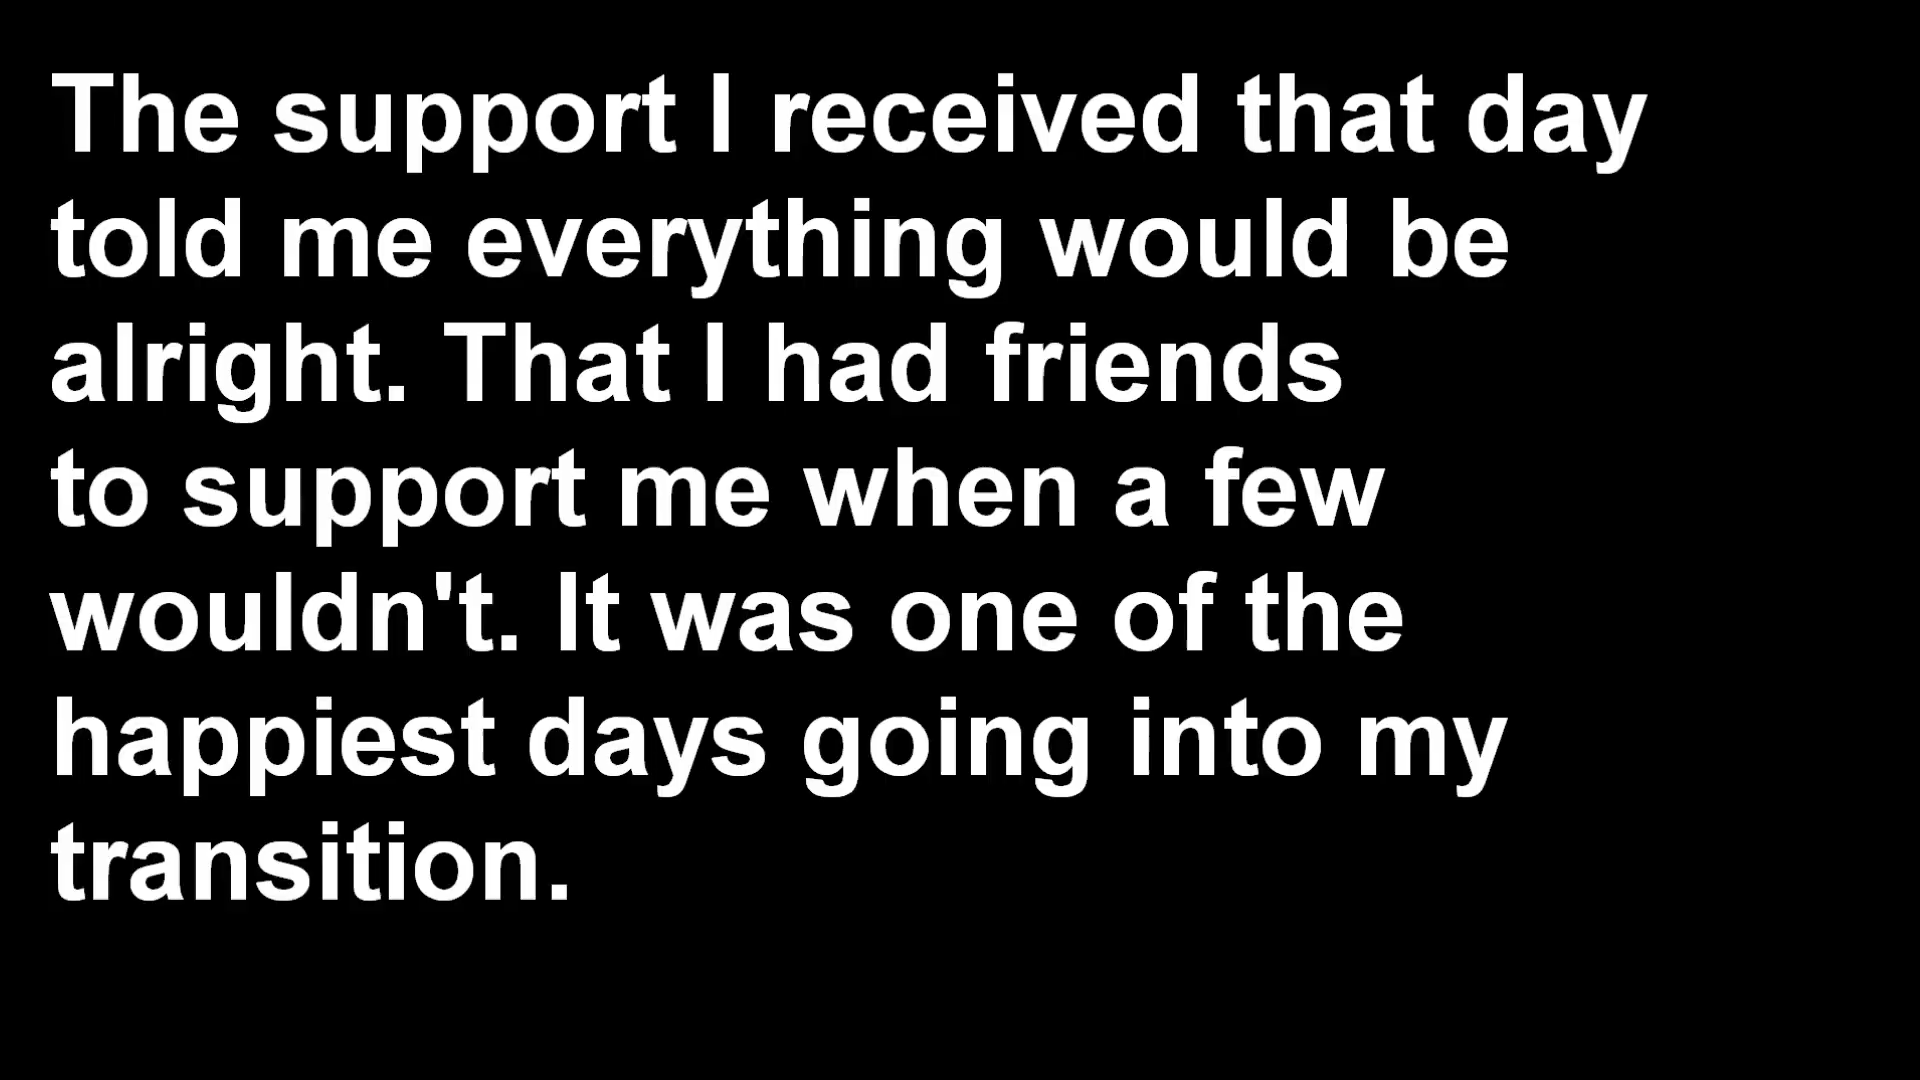 The support I received that day
told me everything would be
alright. That I had friends
to support me when a few
wouldn't. It was one of the
happiest days going into my
transition.